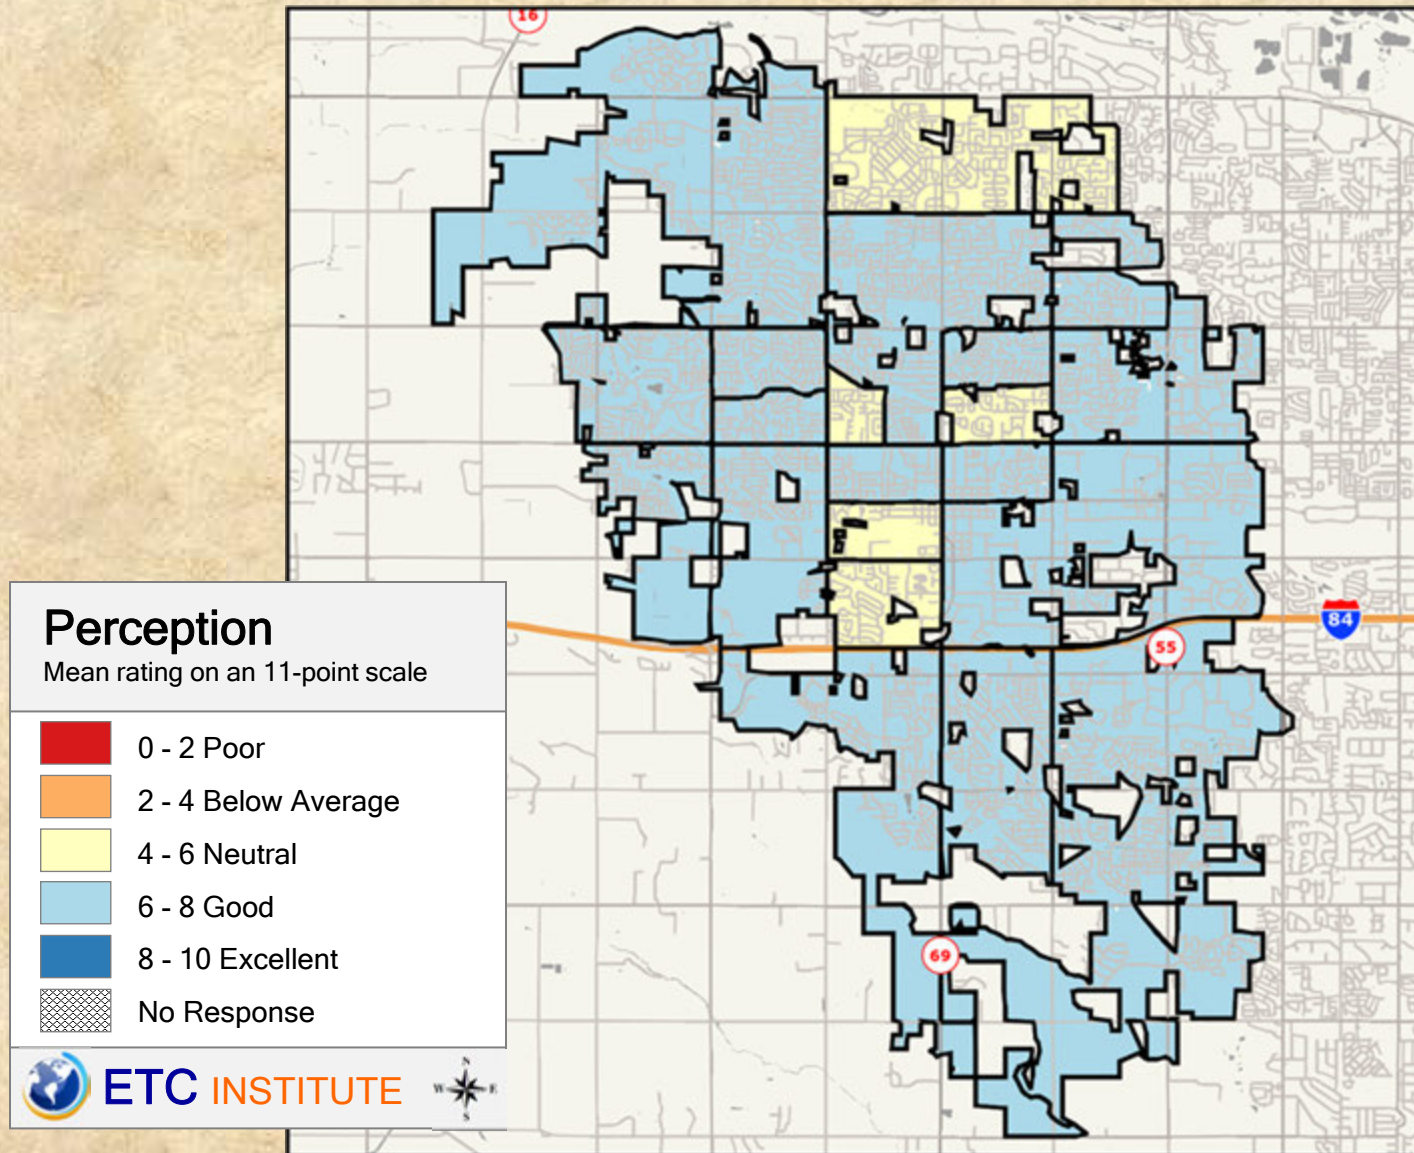 16
84
55
69
Perception
Mean rating on an 11-point scale
0 - 2 Poor
2 - 4 Below Average
4 - 6 Neutral
6 - 8 Good
8 - 10 Excellent
No Response
ETC INSTITUTE
N
W E
S